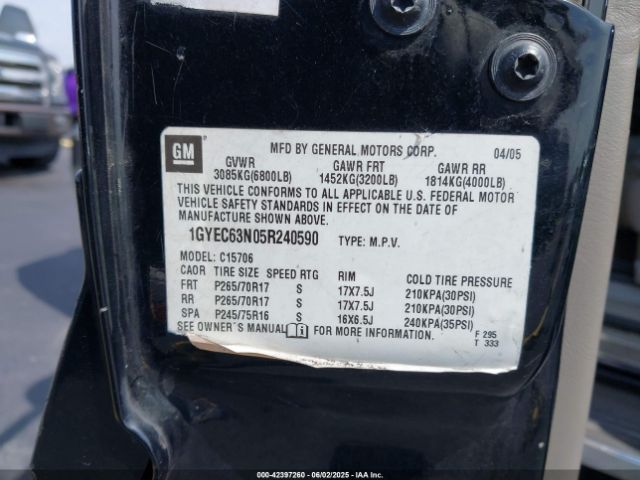 GM
MFD BY GENERAL MOTORS CORP. 04/05
GVWR GAWR FRT GAWR RR
3085KG(6800LB) 1452KG(3200LB) 1814KG(4000LB)
THIS VEHICLE CONFORMS TO ALL APPLICABLE U.S. FEDERAL MOTOR
VEHICLE SAFETY STANDARDS IN EFFECT ON THE DATE OF
MANUFACTURE SHOWN ABOVE.
1GYEC63N05R240590 TYPE: M.P.V.
MODEL: C15706
CAOR TIRE SIZE SPEED RTG RIM COLD TIRE PRESSURE
FRT P265/70R17 S 17X7.5J 210KPA(30PSI)
RR P265/70R17 S 17X7.5J 210KPA(30PSI)
SPA P245/75R16 S 16X6.5J 240KPA(35PSI)
SEE OWNER'S MANUAL FOR MORE INFORMATION.
F 295
T 333
000-42397260 - 06/02/2025 - IAA, Inc.